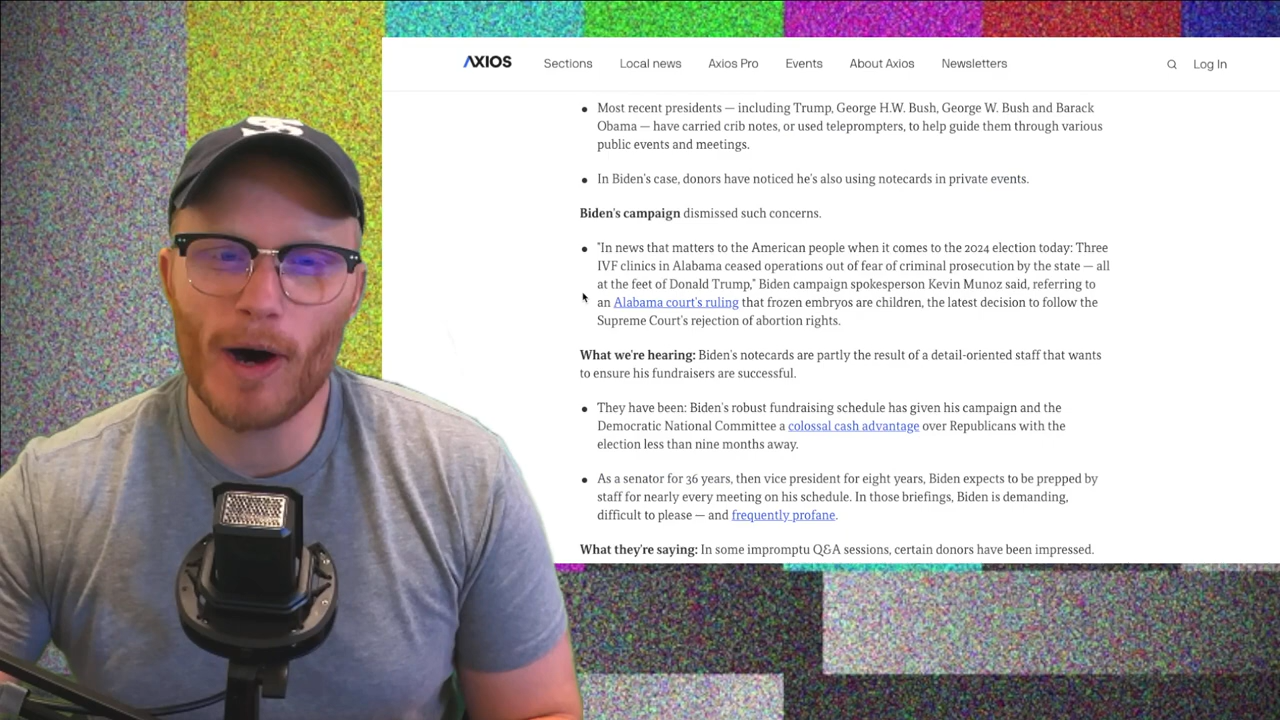 AXIOS
Sections Local news Axios Pro Events About Axios Newsletters Log In
• Most recent presidents — including Trump, George H.W. Bush, George W. Bush and Barack
Obama — have carried crib notes, or used teleprompters, to help guide them through various
public events and meetings.
• In Biden's case, donors have noticed he's also using notecards in private events.
Biden's campaign dismissed such concerns.
• "In news that matters to the American people when it comes to the 2024 election today: Three
IVF clinics in Alabama ceased operations out of fear of criminal prosecution by the state — all
at the feet of Donald Trump," Biden campaign spokesperson Kevin Munoz said, referring to
an Alabama court's ruling that frozen embryos are children, the latest decision to follow the
Supreme Court's rejection of abortion rights.
What we're hearing: Biden's notecards are partly the result of a detail-oriented staff that wants
to ensure his fundraisers are successful.
• They have been: Biden's robust fundraising schedule has given his campaign and the
Democratic National Committee a colossal cash advantage over Republicans with the
election less than nine months away.
• As a senator for 36 years, then vice president for eight years, Biden expects to be prepped by
staff for nearly every meeting on his schedule. In those briefings, Biden is demanding,
difficult to please — and frequently profane.
What they're saying: In some impromptu Q&A sessions, certain donors have been impressed.